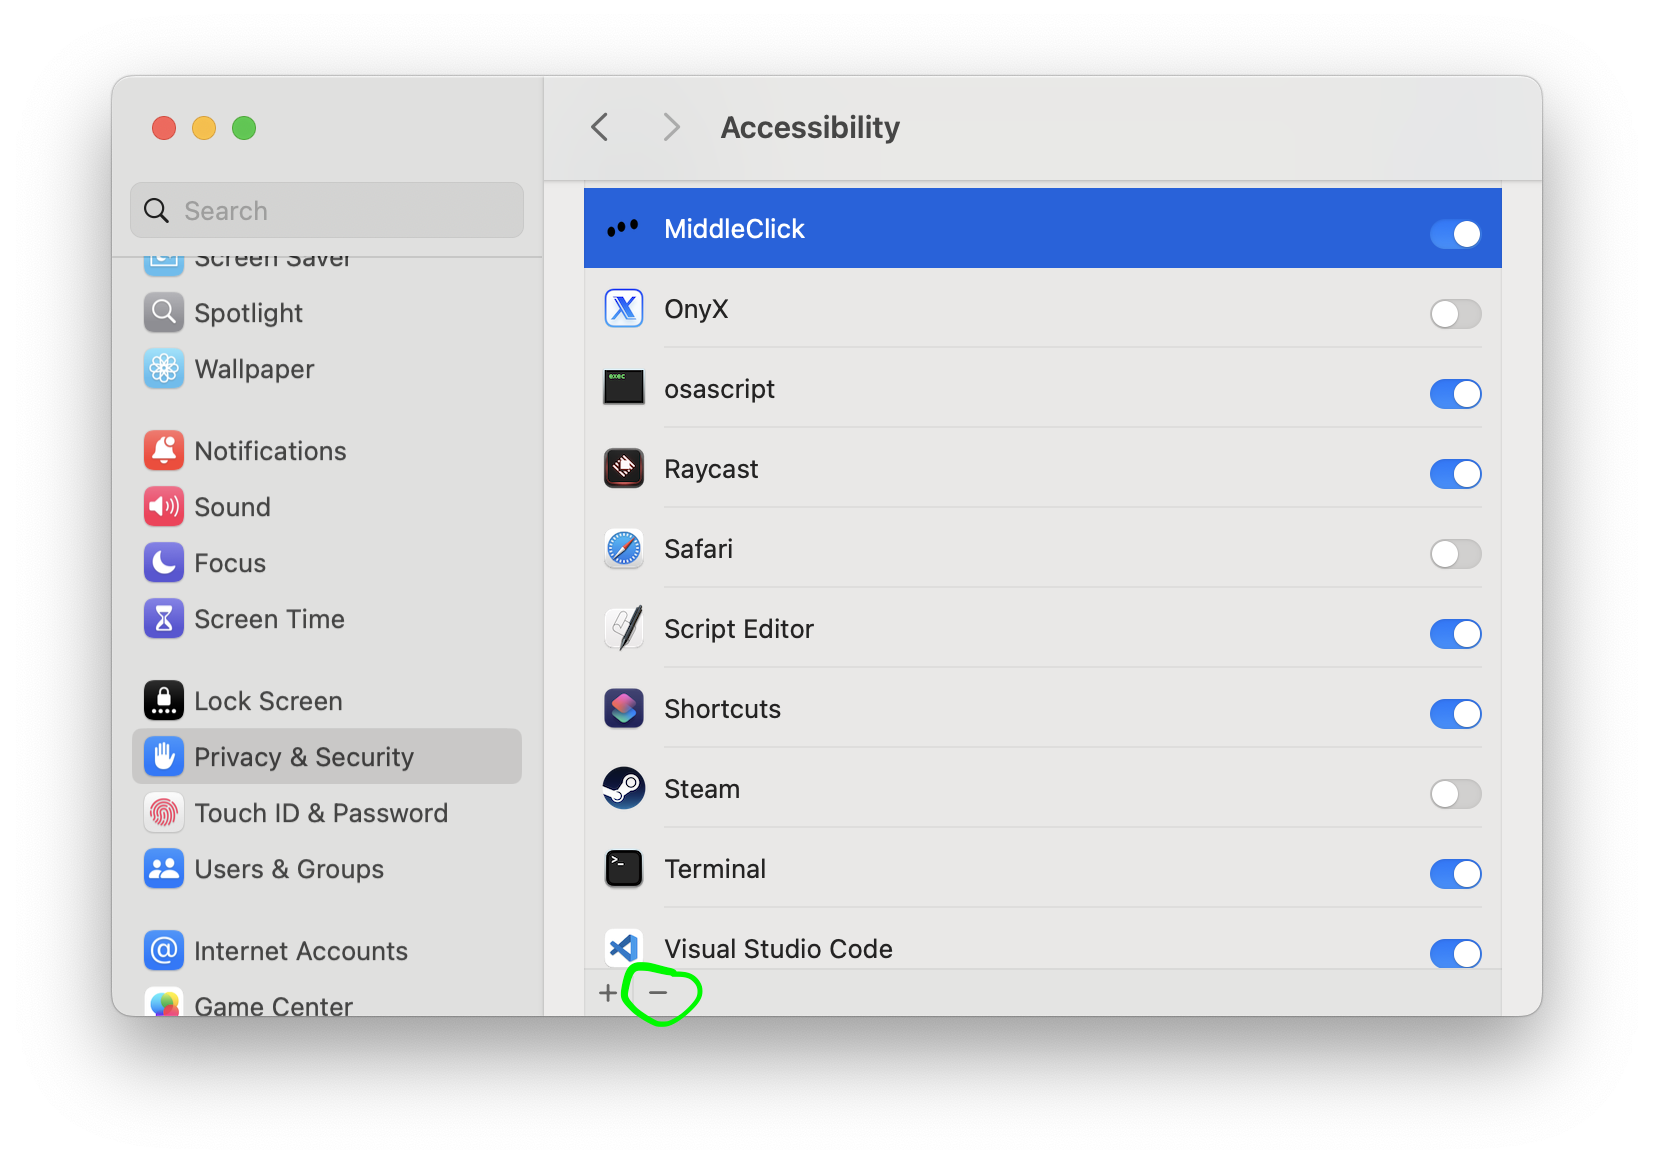 Accessibility
Search
Screen Saver
Spotlight
Wallpaper
Notifications
Sound
Focus
Screen Time
Lock Screen
Privacy & Security
Touch ID & Password
Users & Groups
Internet Accounts
Game Center
MiddleClick
OnyX
exec
osascript
Raycast
Safari
Script Editor
Shortcuts
Steam
Terminal
Visual Studio Code